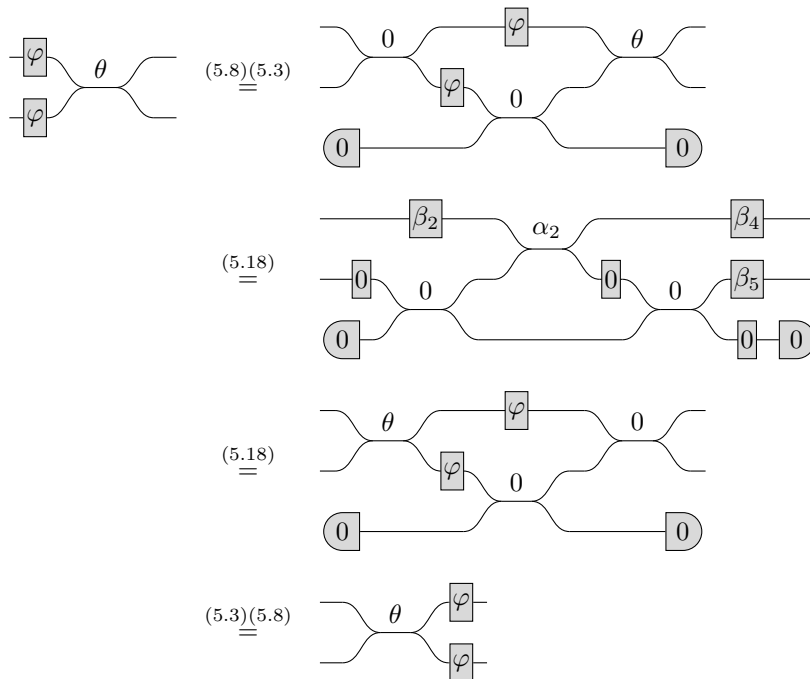 φ θ φ
(5.8)(5.3)
=
0 φ θ
φ 0
0 0
(5.18)
=
β₂ α₂ β₄
0 0 0 0 β₅
0 0 0
(5.18)
=
θ φ 0
φ 0
0 0
(5.3)(5.8)
=
θ φ
φ